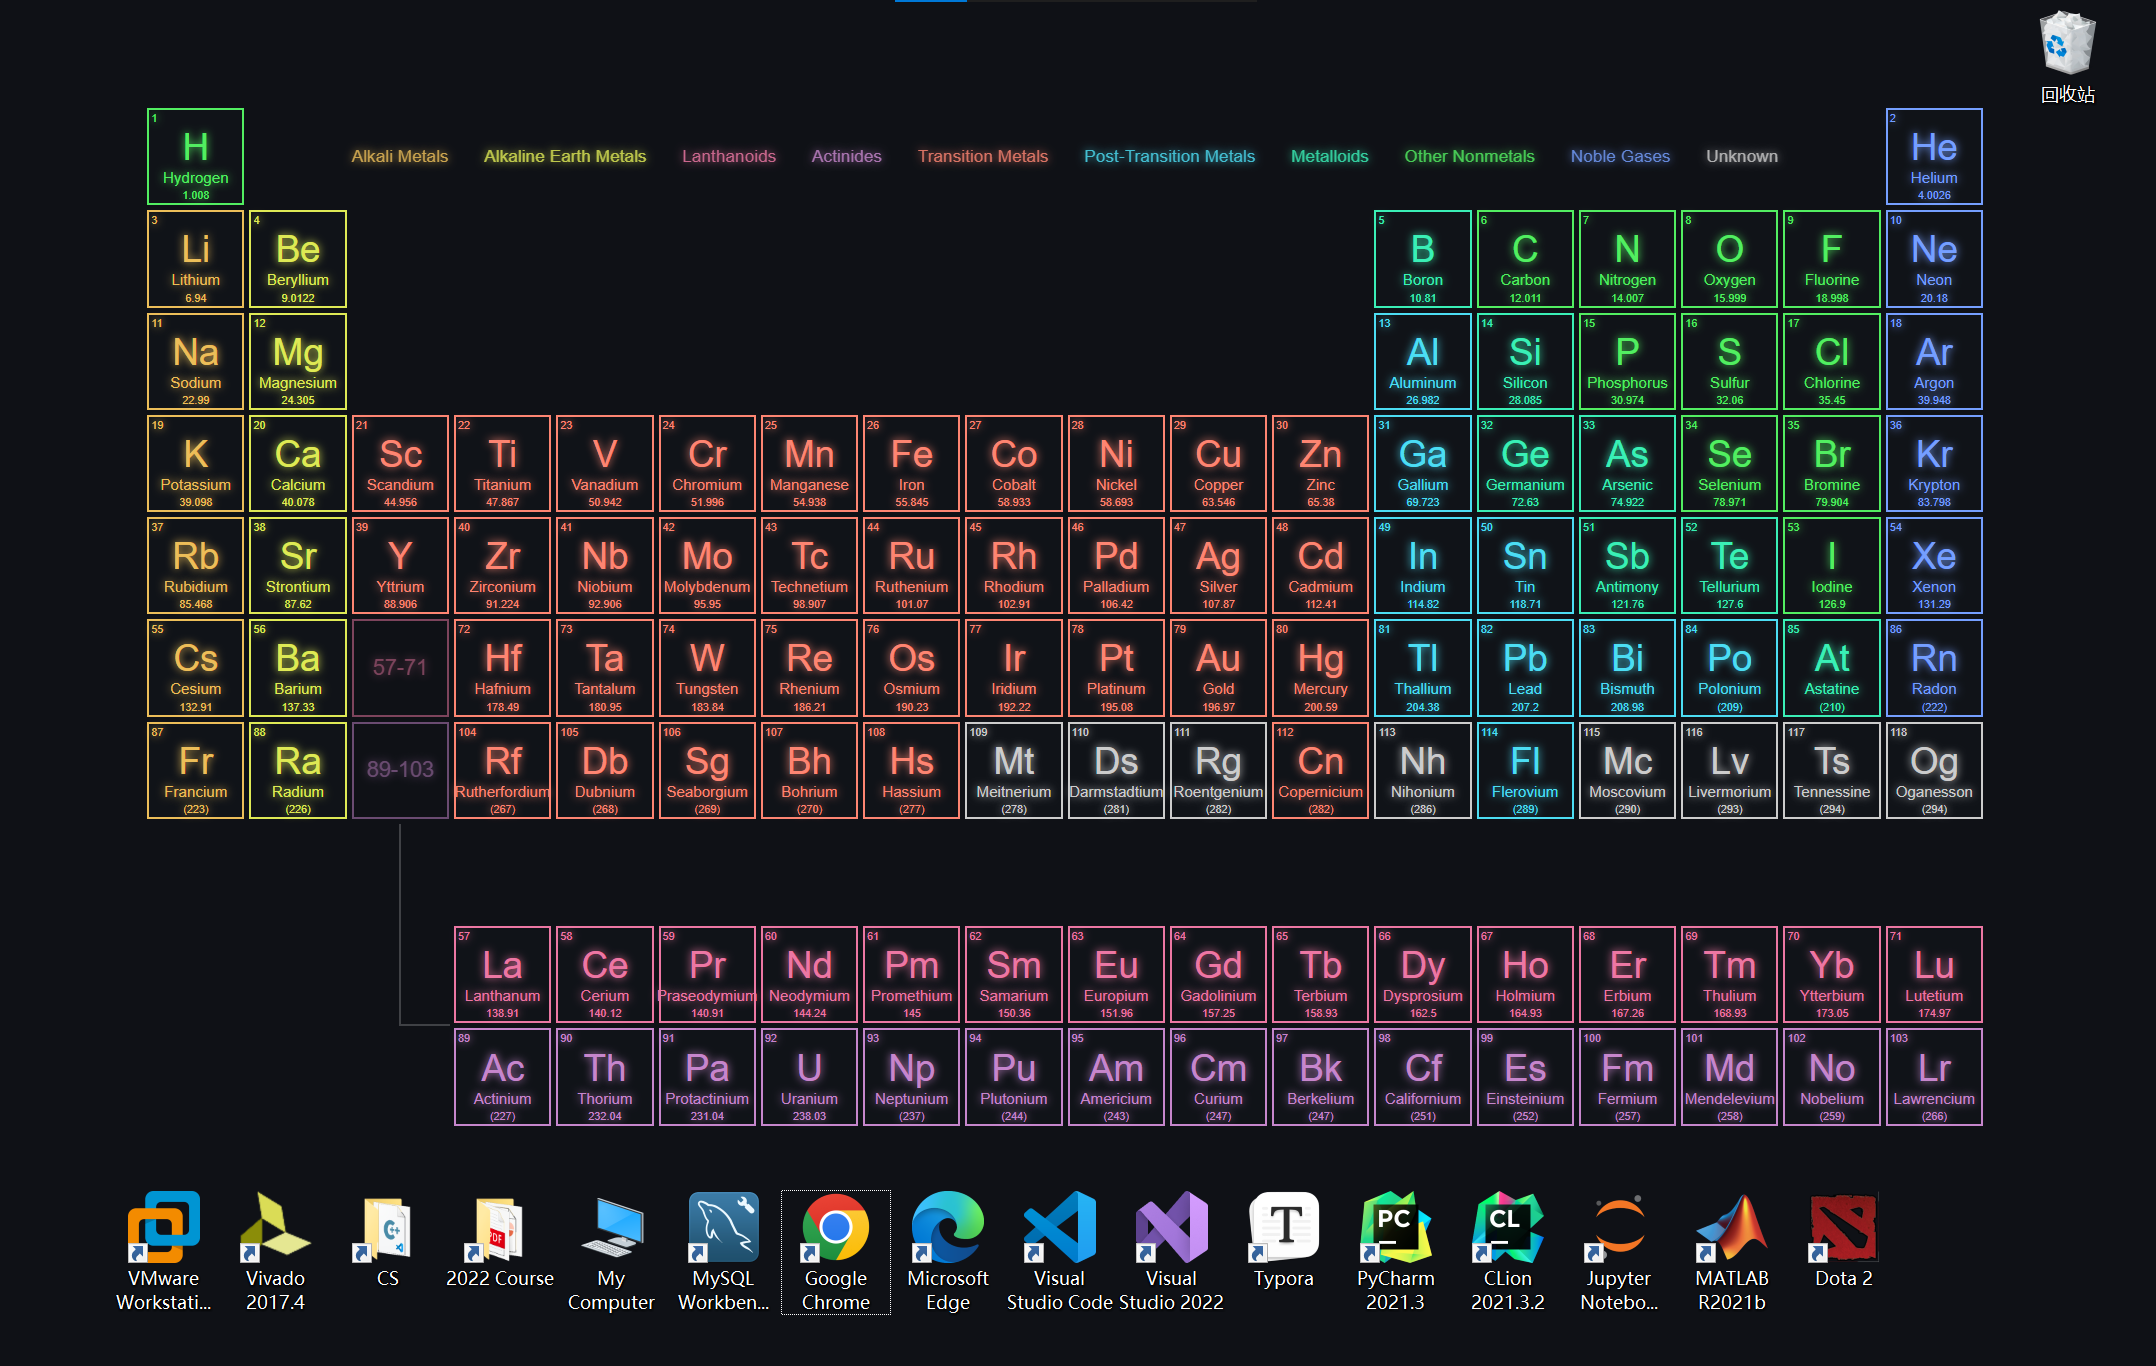 回收站
Alkali Metals Alkaline Earth Metals Lanthanoids Actinides Transition Metals Post-Transition Metals Metalloids Other Nonmetals Noble Gases Unknown
1 2
H He
Hydrogen Helium
1.008 4.0026
3 4 5 6 7 8 9 10
Li Be B C N O F Ne
Lithium Beryllium Boron Carbon Nitrogen Oxygen Fluorine Neon
6.94 9.0122 10.81 12.011 14.007 15.999 18.998 20.18
11 12 13 14 15 16 17 18
Na Mg Al Si P S Cl Ar
Sodium Magnesium Aluminum Silicon Phosphorus Sulfur Chlorine Argon
22.99 24.305 26.982 28.085 30.974 32.06 35.45 39.948
19 20 21 22 23 24 25 26 27 28 29 30 31 32 33 34 35 36
K Ca Sc Ti V Cr Mn Fe Co Ni Cu Zn Ga Ge As Se Br Kr
Potassium Calcium Scandium Titanium Vanadium Chromium Manganese Iron Cobalt Nickel Copper Zinc Gallium Germanium Arsenic Selenium Bromine Krypton
39.098 40.078 44.956 47.867 50.942 51.996 54.938 55.845 58.933 58.693 63.546 65.38 69.723 72.63 74.922 78.971 79.904 83.798
37 38 39 40 41 42 43 44 45 46 47 48 49 50 51 52 53 54
Rb Sr Y Zr Nb Mo Tc Ru Rh Pd Ag Cd In Sn Sb Te I Xe
Rubidium Strontium Yttrium Zirconium Niobium Molybdenum Technetium Ruthenium Rhodium Palladium Silver Cadmium Indium Tin Antimony Tellurium Iodine Xenon
85.468 87.62 88.906 91.224 92.906 95.95 98.907 101.07 102.91 106.42 107.87 112.41 114.82 118.71 121.76 127.6 126.9 131.29
55 56 72 73 74 75 76 77 78 79 80 81 82 83 84 85 86
Cs Ba 57-71 Hf Ta W Re Os Ir Pt Au Hg Tl Pb Bi Po At Rn
Cesium Barium Hafnium Tantalum Tungsten Rhenium Osmium Iridium Platinum Gold Mercury Thallium Lead Bismuth Polonium Astatine Radon
132.91 137.33 178.49 180.95 183.84 186.21 190.23 192.22 195.08 196.97 200.59 204.38 207.2 208.98 (209) (210) (222)
87 88 104 105 106 107 108 109 110 111 112 113 114 115 116 117 118
Fr Ra 89-103 Rf Db Sg Bh Hs Mt Ds Rg Cn Nh Fl Mc Lv Ts Og
Francium Radium Rutherfordium Dubnium Seaborgium Bohrium Hassium Meitnerium Darmstadtium Roentgenium Copernicium Nihonium Flerovium Moscovium Livermorium Tennessine Oganesson
(223) (226) (267) (268) (269) (270) (277) (278) (281) (282) (282) (286) (289) (290) (293) (294) (294)
57 58 59 60 61 62 63 64 65 66 67 68 69 70 71
La Ce Pr Nd Pm Sm Eu Gd Tb Dy Ho Er Tm Yb Lu
Lanthanum Cerium Praseodymium Neodymium Promethium Samarium Europium Gadolinium Terbium Dysprosium Holmium Erbium Thulium Ytterbium Lutetium
138.91 140.12 140.91 144.24 145 150.36 151.96 157.25 158.93 162.5 164.93 167.26 168.93 173.05 174.97
89 90 91 92 93 94 95 96 97 98 99 100 101 102 103
Ac Th Pa U Np Pu Am Cm Bk Cf Es Fm Md No Lr
Actinium Thorium Protactinium Uranium Neptunium Plutonium Americium Curium Berkelium Californium Einsteinium Fermium Mendelevium Nobelium Lawrencium
(227) 232.04 231.04 238.03 (237) (244) (243) (247) (247) (251) (252) (257) (258) (259) (266)
C++ PDF T PC CL
VMware Vivado CS 2022 Course My MySQL Google Microsoft Visual Visual Typora PyCharm CLion Jupyter MATLAB Dota 2
Workstati... 2017.4 Computer Workben... Chrome Edge Studio Code Studio 2022 2021.3 2021.3.2 Notebo... R2021b